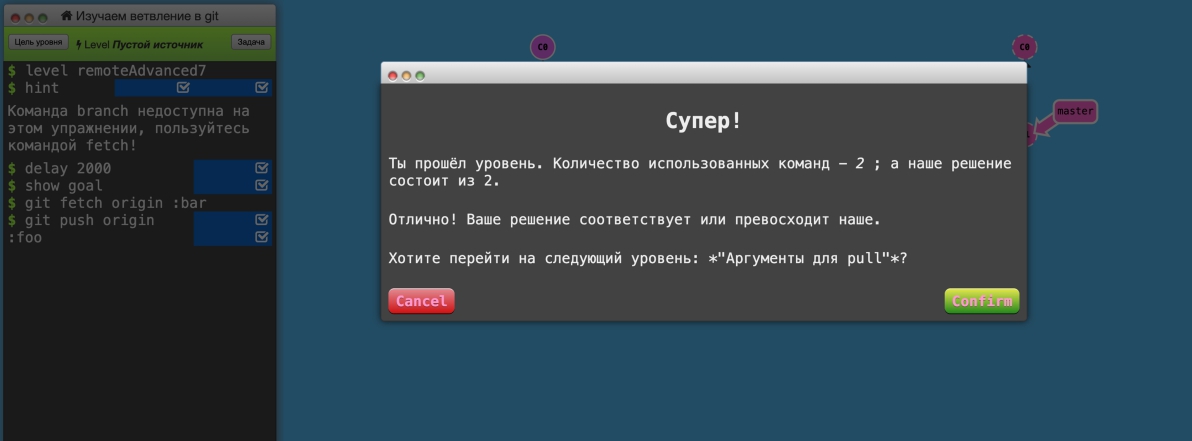 Изучаем ветвление в git
Цель уровня
Level Пустой источник
Задача
$ level remoteAdvanced7
$ hint
Команда branch недоступна на
этом упражнении, пользуйтесь
командой fetch!
$ delay 2000
$ show goal
$ git fetch origin :bar
$ git push origin
:foo
C0
C0
master
Супер!
Ты прошёл уровень. Количество использованных команд – 2 ; а наше решение
состоит из 2.
Отлично! Ваше решение соответствует или превосходит наше.
Хотите перейти на следующий уровень: *"Аргументы для pull"*?
Cancel
Confirm